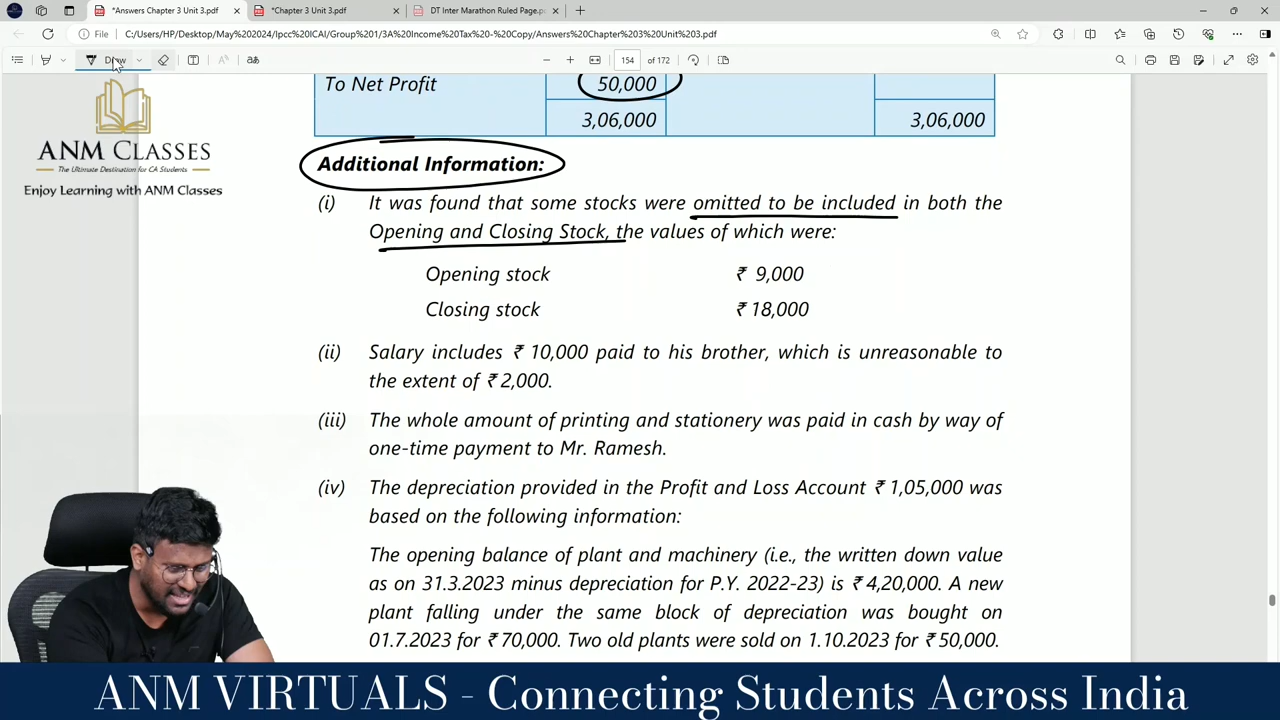 *Answers Chapter 3 Unit 3.pdf
*Chapter 3 Unit 3.pdf
DT Inter Marathon Ruled Page.p
File
C:/Users/HP/Desktop/May%202024/Ipcc%20ICAI/Group%201/3A%20Income%20Tax%20-%20Copy/Answers%20Chapter%203%20Unit%203.pdf
Draw
154 of 172
To Net Profit 50,000
3,06,000 3,06,000
ANM CLASSES
The Ultimate Destination for CA Students
Enjoy Learning with ANM Classes
Additional Information:
(i) It was found that some stocks were omitted to be included in both the
Opening and Closing Stock, the values of which were:
Opening stock ₹ 9,000
Closing stock ₹ 18,000
(ii) Salary includes ₹ 10,000 paid to his brother, which is unreasonable to
the extent of ₹ 2,000.
(iii) The whole amount of printing and stationery was paid in cash by way of
one-time payment to Mr. Ramesh.
(iv) The depreciation provided in the Profit and Loss Account ₹ 1,05,000 was
based on the following information:
The opening balance of plant and machinery (i.e., the written down value
as on 31.3.2023 minus depreciation for P.Y. 2022-23) is ₹ 4,20,000. A new
plant falling under the same block of depreciation was bought on
01.7.2023 for ₹ 70,000. Two old plants were sold on 1.10.2023 for ₹ 50,000.
ANM VIRTUALS - Connecting Students Across India